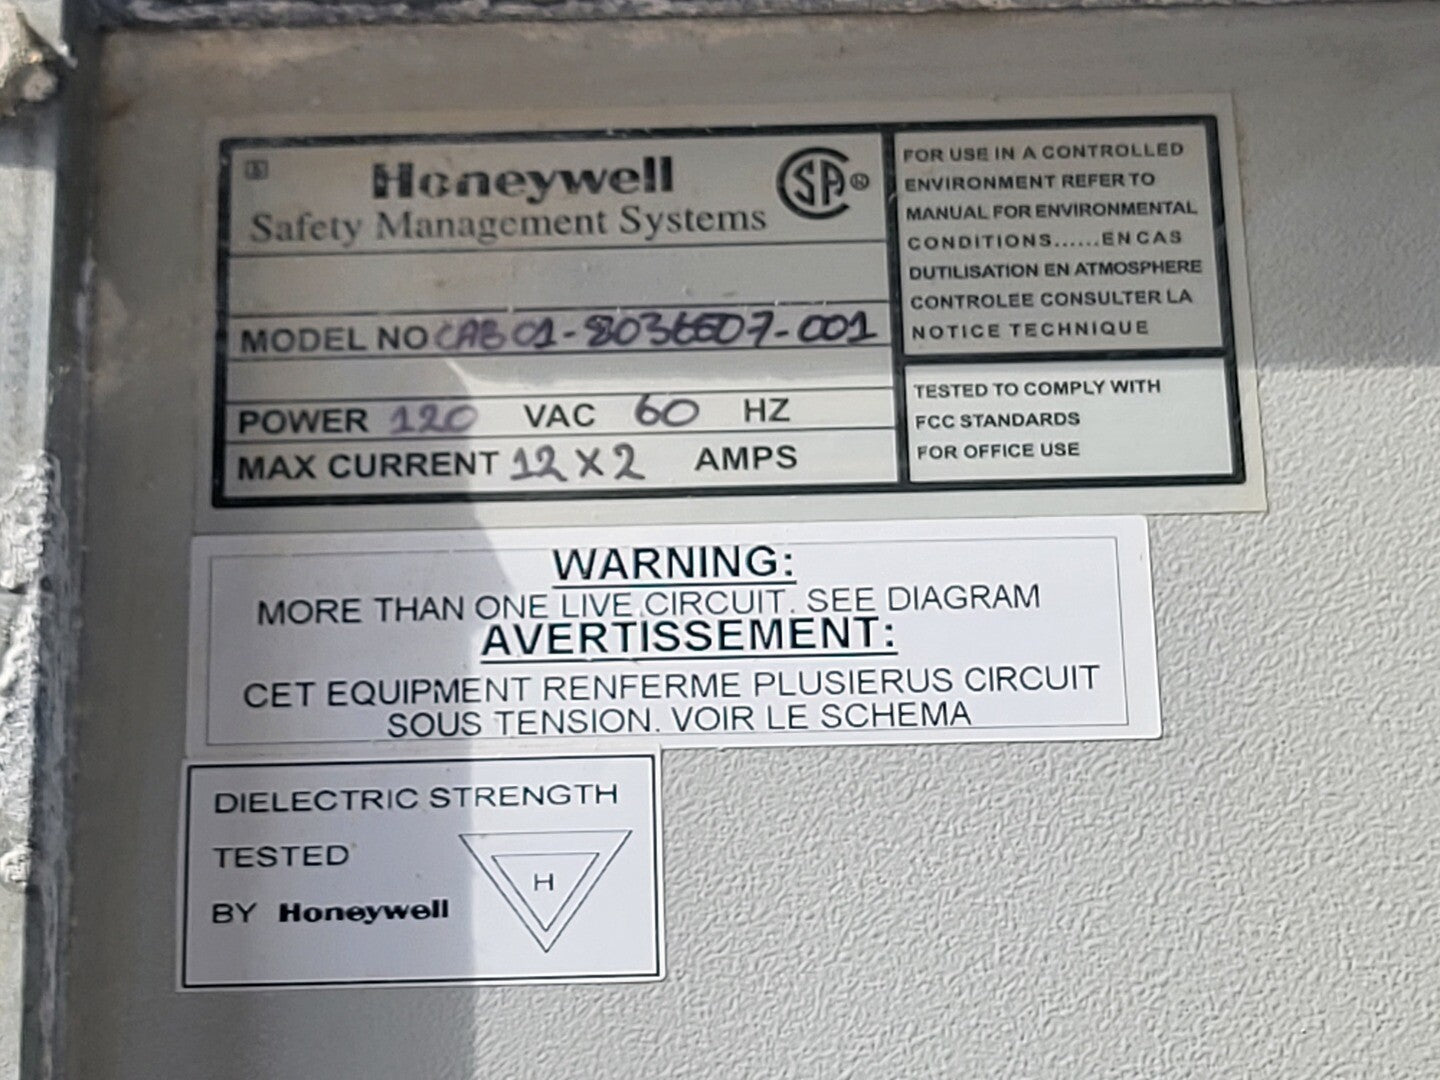 Honeywell
Safety Management Systems
CSA ®
MODEL NO CAB01-8036607-001
POWER 120 VAC 60 HZ
MAX CURRENT 12 X 2 AMPS
FOR USE IN A CONTROLLED
ENVIRONMENT REFER TO
MANUAL FOR ENVIRONMENTAL
CONDITIONS......EN CAS
DUTILISATION EN ATMOSPHERE
CONTROLEE CONSULTER LA
NOTICE TECHNIQUE
TESTED TO COMPLY WITH
FCC STANDARDS
FOR OFFICE USE
WARNING:
MORE THAN ONE LIVE CIRCUIT. SEE DIAGRAM
AVERTISSEMENT:
CET EQUIPMENT RENFERME PLUSIERUS CIRCUIT
SOUS TENSION. VOIR LE SCHEMA
DIELECTRIC STRENGTH
TESTED
BY Honeywell
H